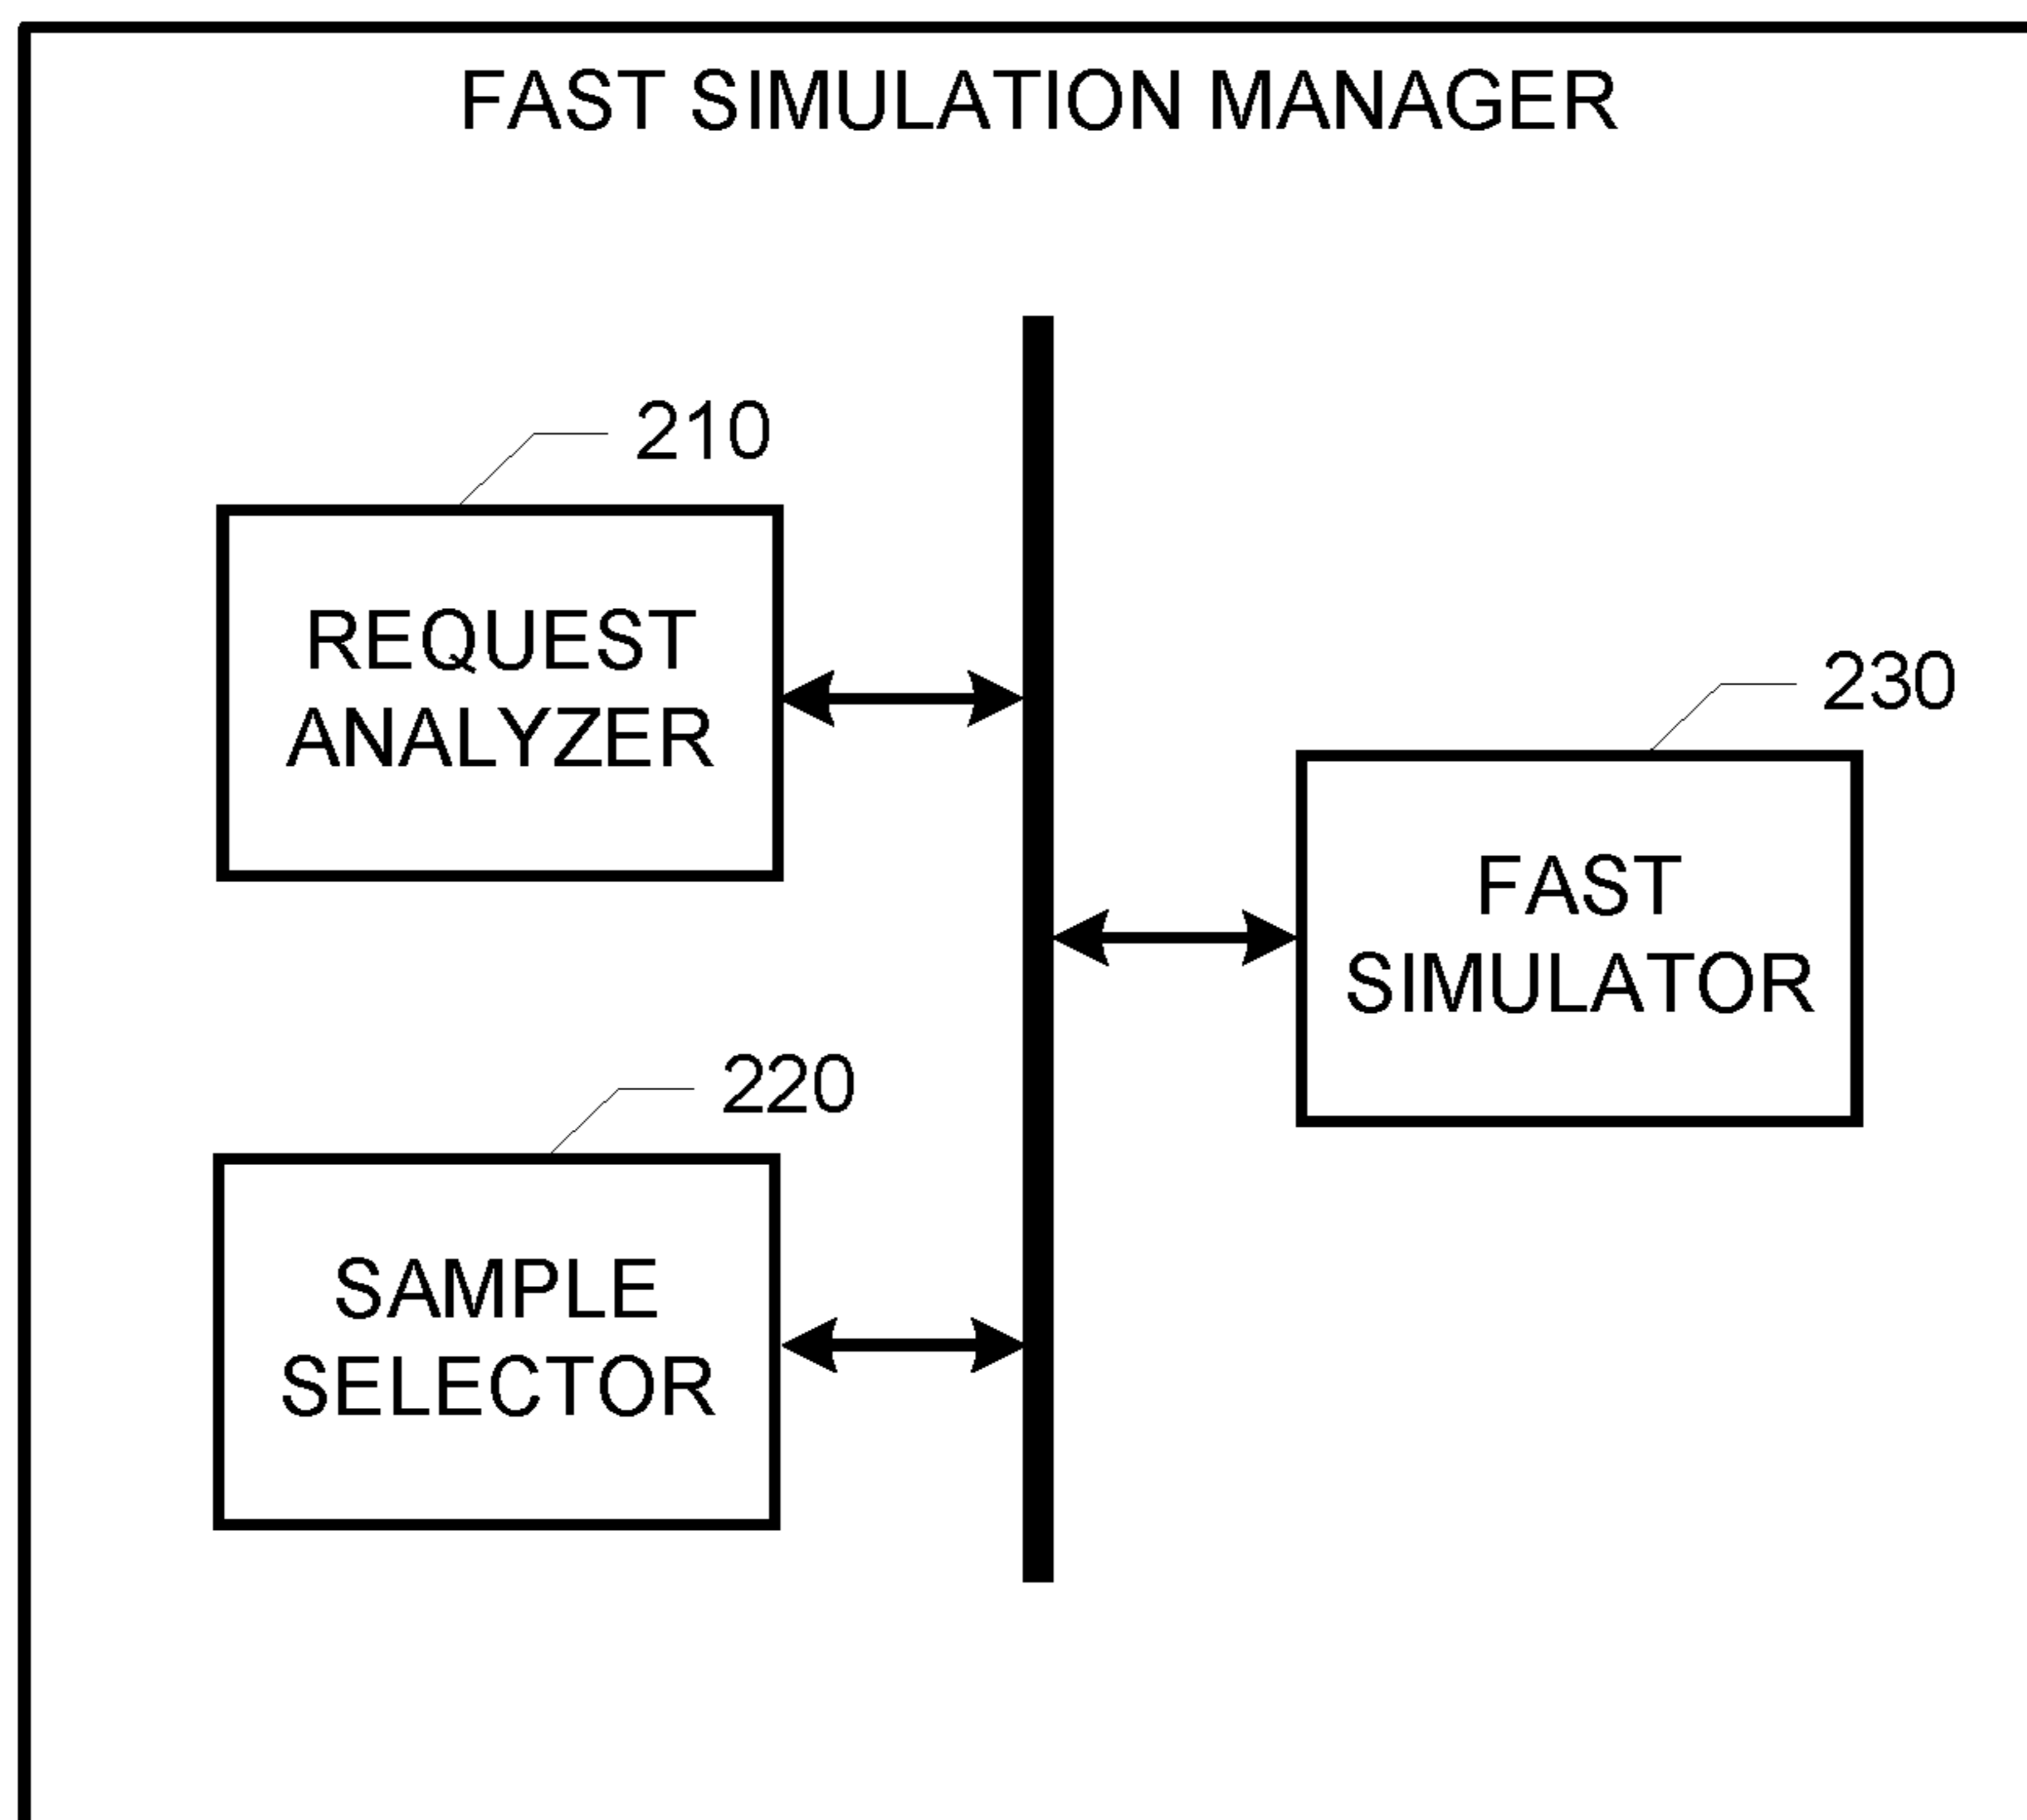 FAST SIMULATION MANAGER
210
REQUEST
ANALYZER
230
FAST
SIMULATOR
220
SAMPLE
SELECTOR